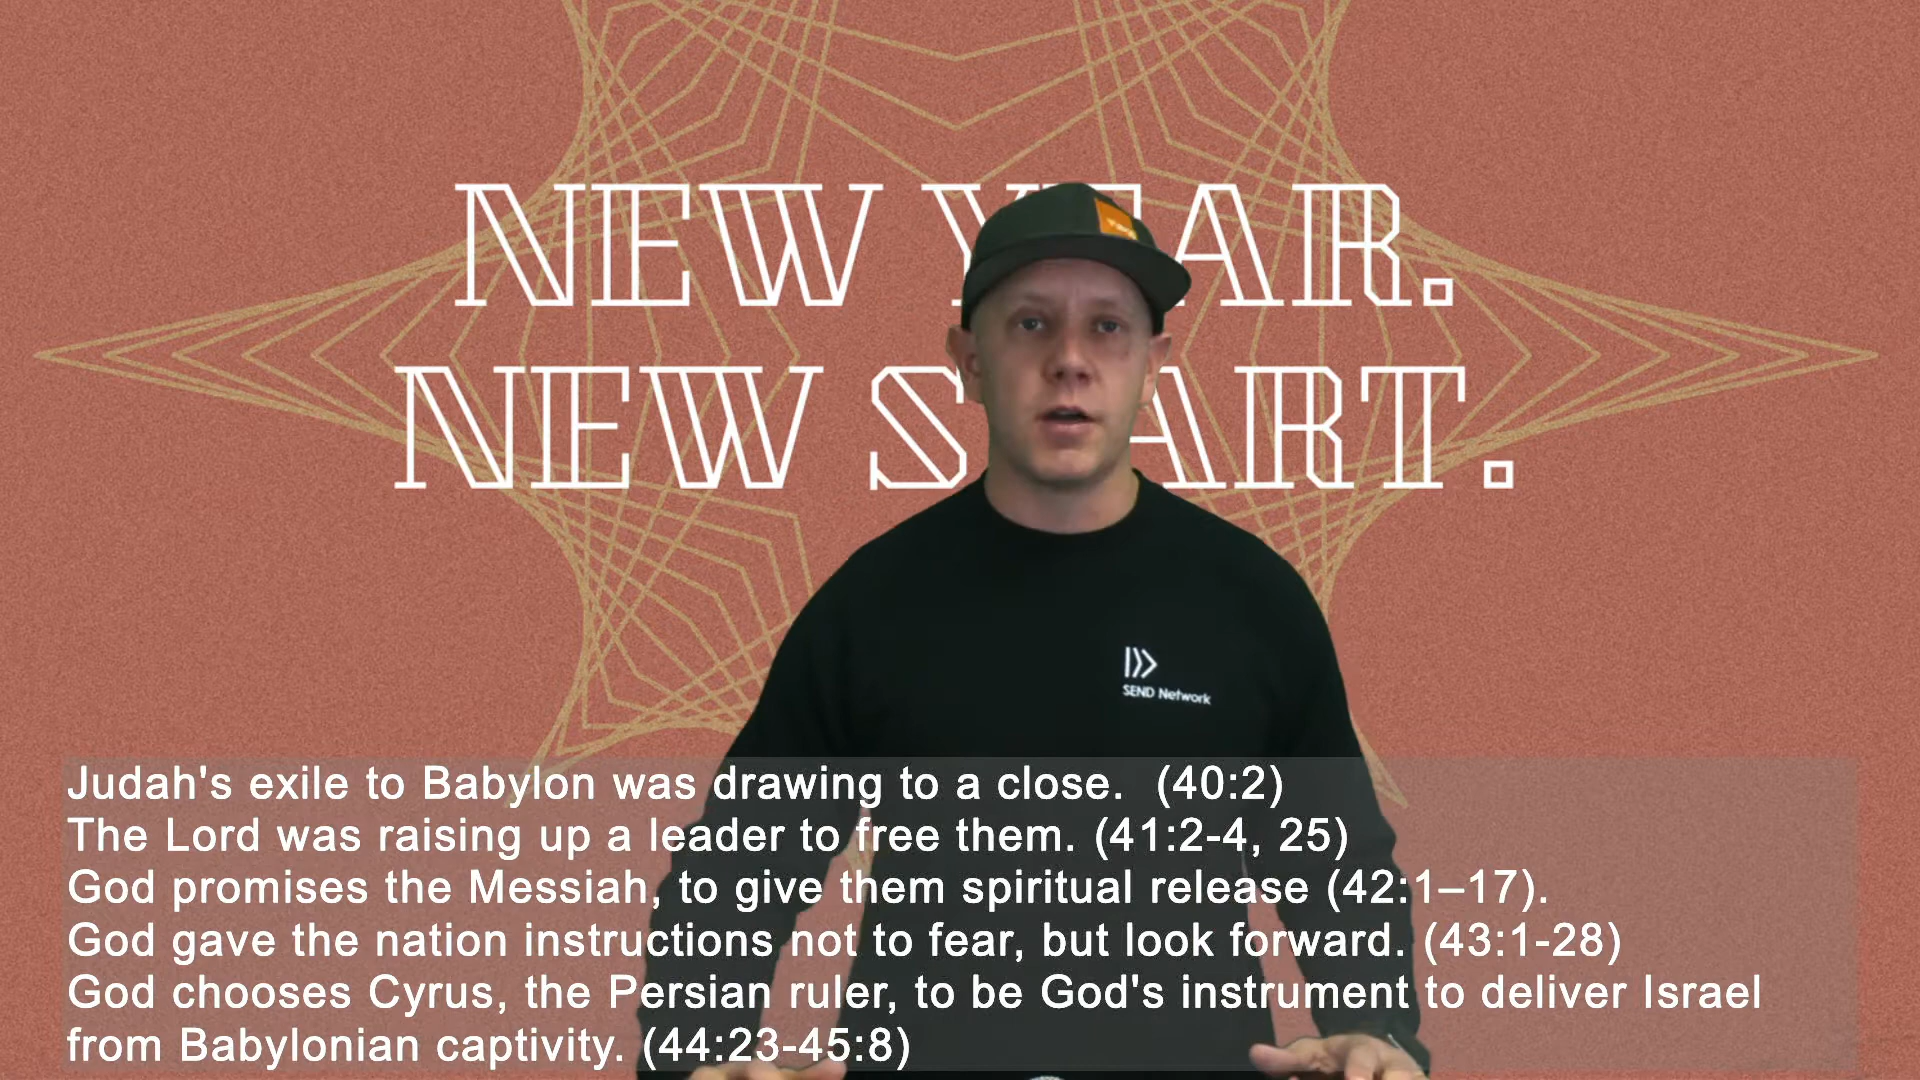 NEW YEAR.
NEW START.
SEND Network
Judah's exile to Babylon was drawing to a close.  (40:2)
The Lord was raising up a leader to free them. (41:2-4, 25)
God promises the Messiah, to give them spiritual release (42:1–17).
God gave the nation instructions not to fear, but look forward. (43:1-28)
God chooses Cyrus, the Persian ruler, to be God's instrument to deliver Israel
from Babylonian captivity. (44:23-45:8)